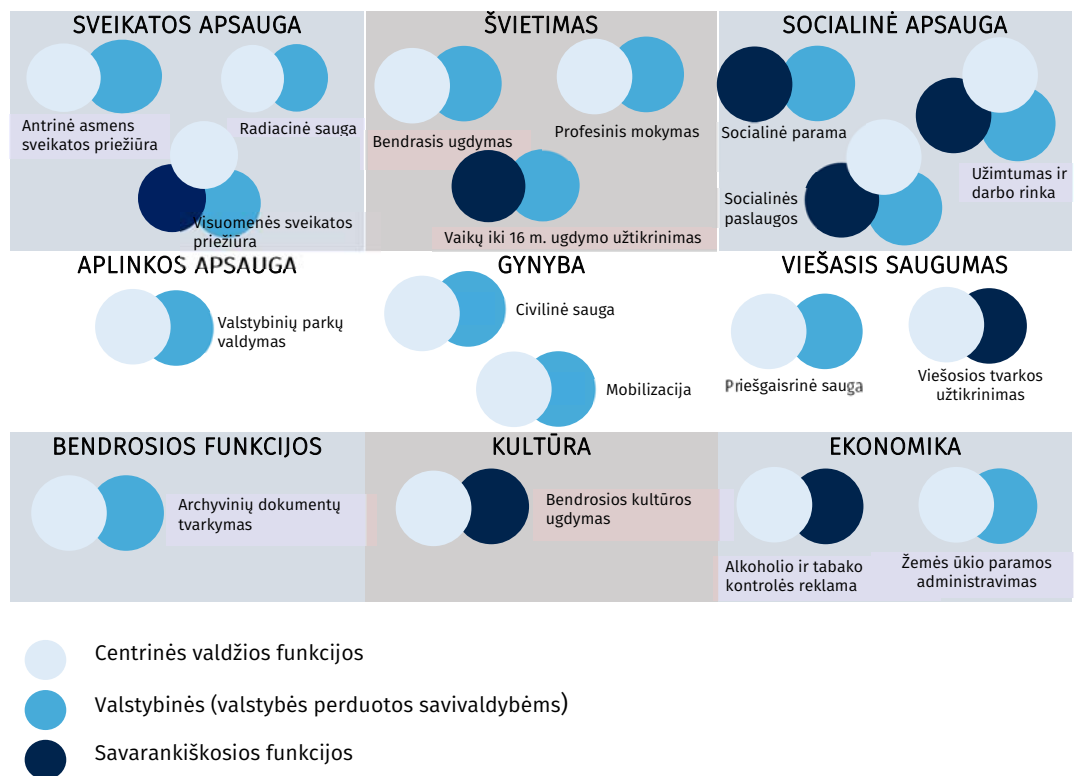 SVEIKATOS APSAUGA
Antrinė asmens
sveikatos priežiūra
Radiacinė sauga
Visuomenės sveikatos
priežiūra
ŠVIETIMAS
Bendrasis ugdymas
Profesinis mokymas
Vaikų iki 16 m. ugdymo užtikrinimas
SOCIALINĖ APSAUGA
Socialinė parama
Užimtumas ir
darbo rinka
Socialinės
paslaugos
APLINKOS APSAUGA
Valstybinių parkų
valdymas
GYNYBA
Civilinė sauga
Mobilizacija
VIEŠASIS SAUGUMAS
Priešgaisrinė sauga
Viešosios tvarkos
užtikrinimas
BENDROSIOS FUNKCIJOS
Archyvinių dokumentų
tvarkymas
KULTŪRA
Bendrosios kultūros
ugdymas
EKONOMIKA
Alkoholio ir tabako
kontrolės reklama
Žemės ūkio paramos
administravimas
Centrinės valdžios funkcijos
Valstybinės (valstybės perduotos savivaldybėms)
Savarankiškosios funkcijos